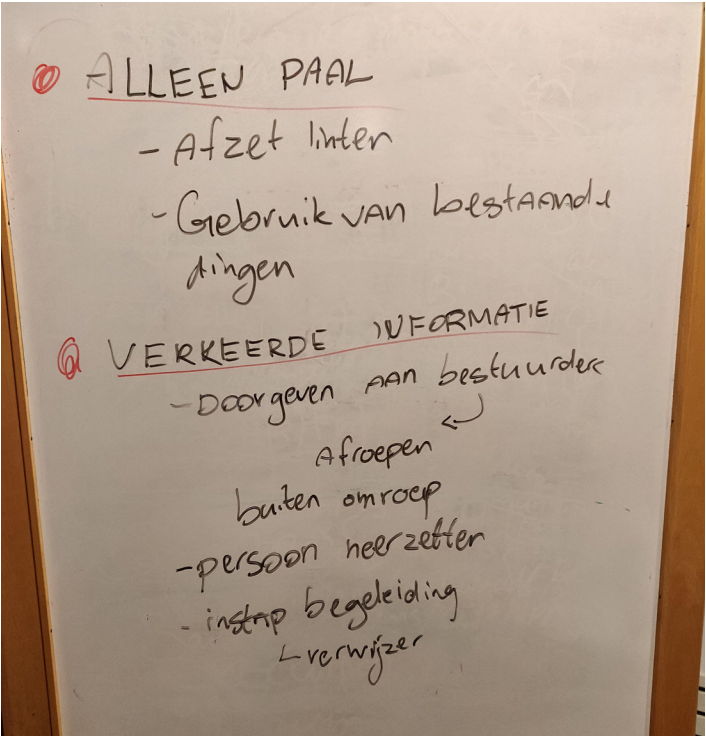 ALLEEN PAAL
- Afzet linten
- Gebruik van bestaande
dingen
VERKEERDE INFORMATIE
- Doorgeven aan bestuurders
Afroepen
buiten omroep
- persoon neerzetten
- instap begeleiding
verwijzer